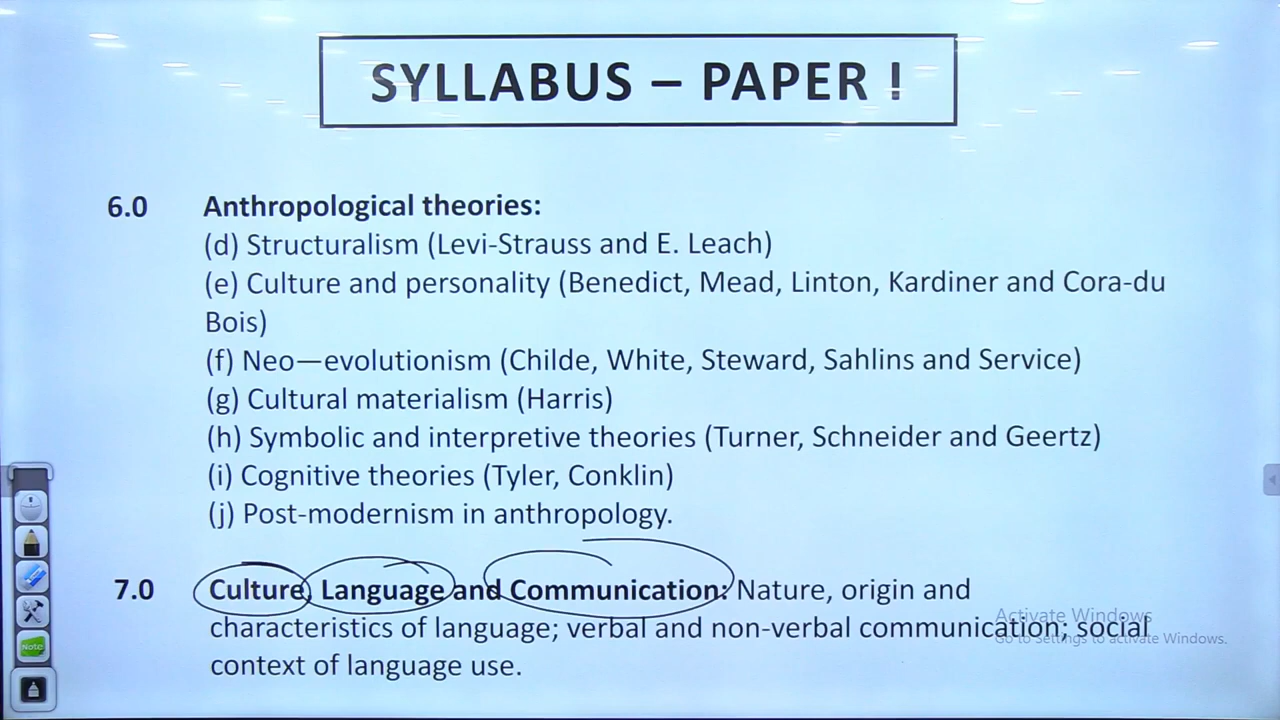 SYLLABUS – PAPER !
6.0 Anthropological theories:
(d) Structuralism (Levi-Strauss and E. Leach)
(e) Culture and personality (Benedict, Mead, Linton, Kardiner and Cora-du
Bois)
(f) Neo—evolutionism (Childe, White, Steward, Sahlins and Service)
(g) Cultural materialism (Harris)
(h) Symbolic and interpretive theories (Turner, Schneider and Geertz)
(i) Cognitive theories (Tyler, Conklin)
(j) Post-modernism in anthropology.
7.0 Culture, Language and Communication: Nature, origin and
characteristics of language; verbal and non-verbal communication; social
context of language use.
Activate Windows
Go to Settings to activate Windows.
Note